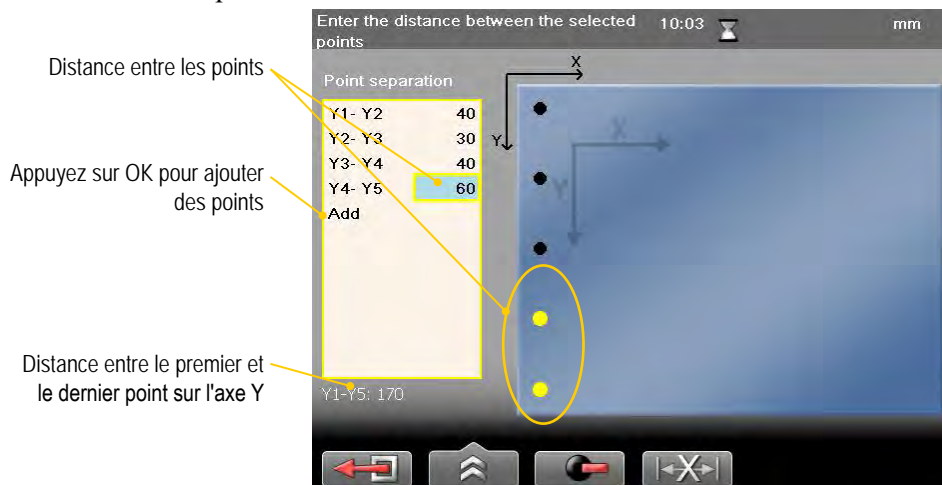 Enter the distance between the selected
points
10:03
mm
Distance entre les points
Point separation
X
Y
Y1- Y2 40
Y2- Y3 30
Y3- Y4 40
Y4- Y5 60
Add
X
Y
Appuyez sur OK pour ajouter
des points
Distance entre le premier et
le dernier point sur l'axe Y
Y1-Y5: 170
X